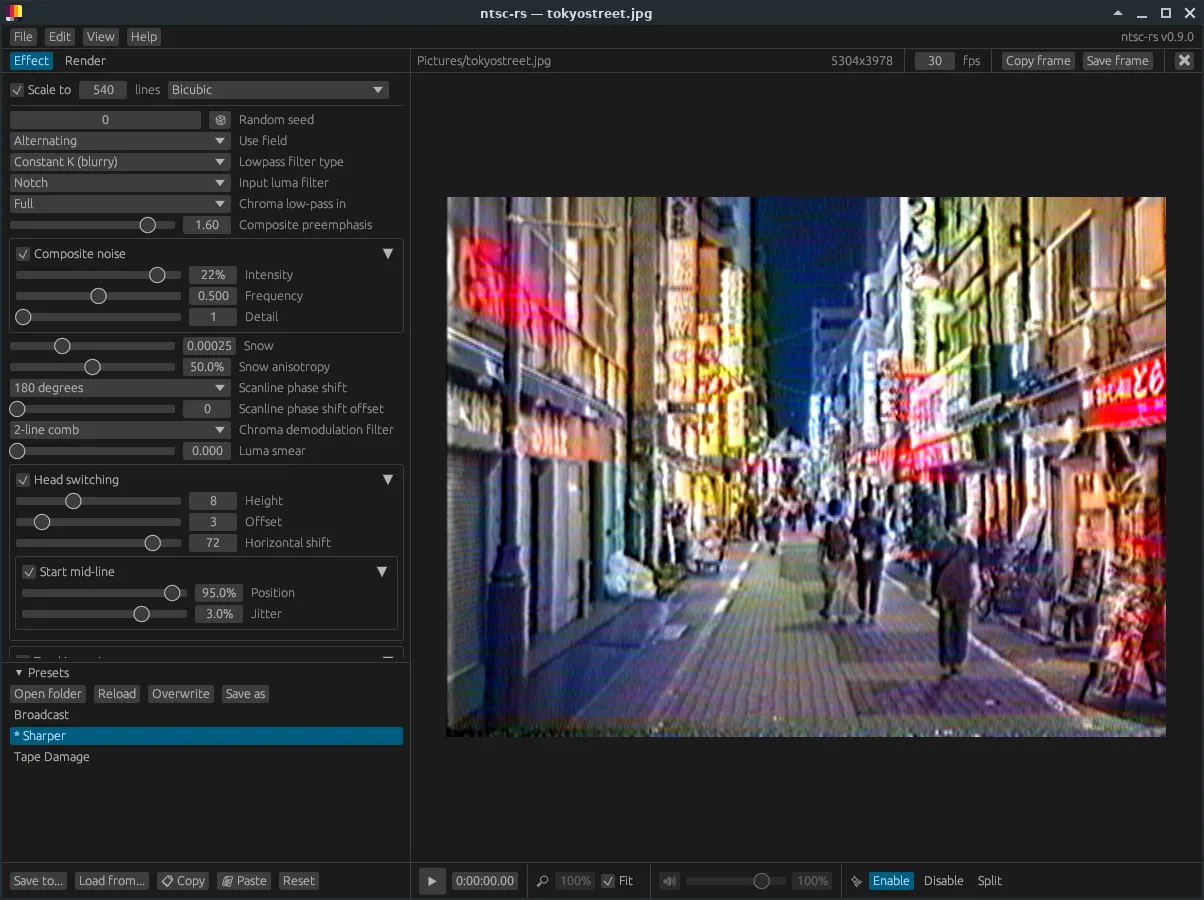 ntsc-rs — tokyostreet.jpg
File Edit View Help
ntsc-rs v0.9.0
Effect Render
Pictures/tokyostreet.jpg 5304x3978 30 fps Copy frame Save frame
Scale to 540 lines Bicubic
0 Random seed
Alternating Use field
Constant K (blurry) Lowpass filter type
Notch Input luma filter
Full Chroma low-pass in
1.60 Composite preemphasis
Composite noise
22% Intensity
0.500 Frequency
1 Detail
0.00025 Snow
50.0% Snow anisotropy
180 degrees Scanline phase shift
0 Scanline phase shift offset
2-line comb Chroma demodulation filter
0.000 Luma smear
Head switching
8 Height
3 Offset
72 Horizontal shift
Start mid-line
95.0% Position
3.0% Jitter
Presets
Open folder Reload Overwrite Save as
Broadcast
* Sharper
Tape Damage
Save to... Load from... Copy Paste Reset
0:00:00.00 100% Fit 100% Enable Disable Split